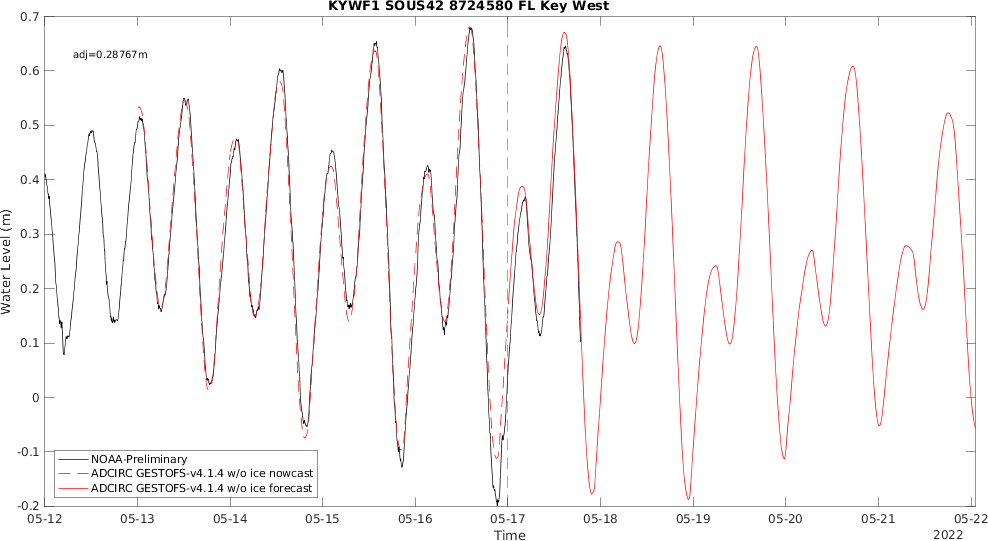 KYWF1 SOUS42 8724580 FL Key West
adj=0.28767m
0.7
0.6
0.5
0.4
0.3
0.2
0.1
0
-0.1
-0.2
Water Level (m)
NOAA-Preliminary
ADCIRC GESTOFS-v4.1.4 w/o ice nowcast
ADCIRC GESTOFS-v4.1.4 w/o ice forecast
05-12 05-13 05-14 05-15 05-16 05-17 05-18 05-19 05-20 05-21 05-22
Time
2022